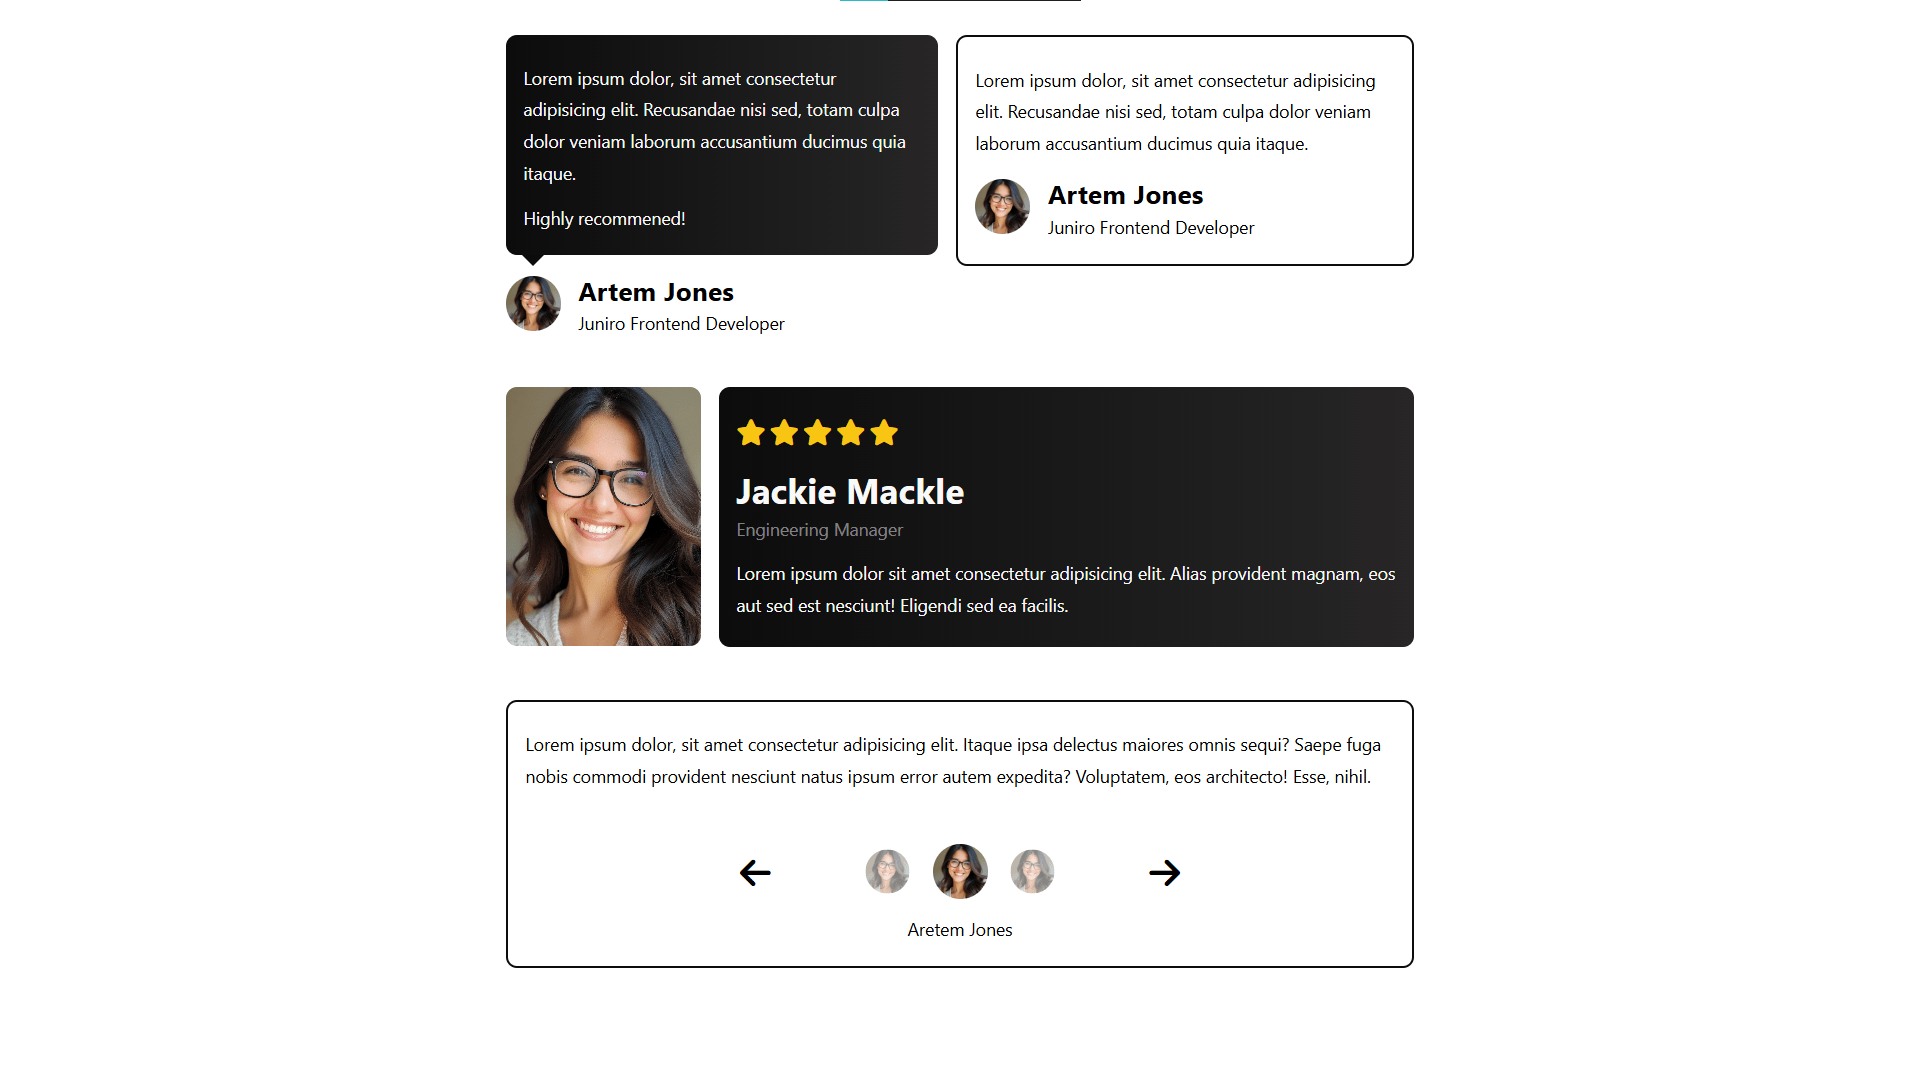 Lorem ipsum dolor, sit amet consectetur
adipisicing elit. Recusandae nisi sed, totam culpa
dolor veniam laborum accusantium ducimus quia
itaque.
Highly recommened!
Artem Jones
Juniro Frontend Developer
Lorem ipsum dolor, sit amet consectetur adipisicing
elit. Recusandae nisi sed, totam culpa dolor veniam
laborum accusantium ducimus quia itaque.
Artem Jones
Juniro Frontend Developer
Jackie Mackle
Engineering Manager
Lorem ipsum dolor sit amet consectetur adipisicing elit. Alias provident magnam, eos
aut sed est nesciunt! Eligendi sed ea facilis.
Lorem ipsum dolor, sit amet consectetur adipisicing elit. Itaque ipsa delectus maiores omnis sequi? Saepe fuga
nobis commodi provident nesciunt natus ipsum error autem expedita? Voluptatem, eos architecto! Esse, nihil.
Aretem Jones